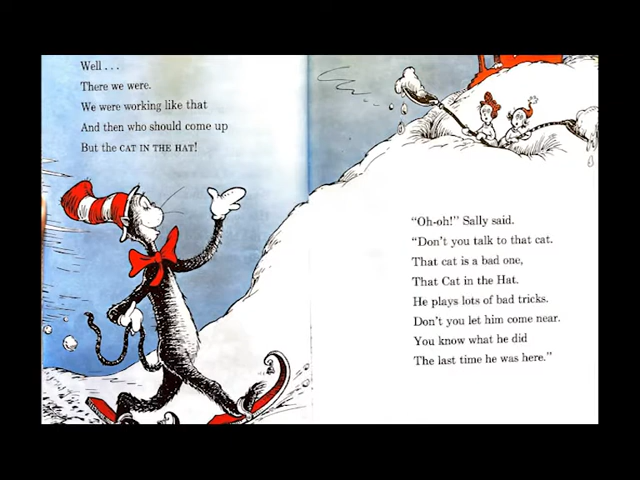 Well . . .
There we were.
We were working like that
And then who should come up
But the CAT IN THE HAT!
“Oh-oh!” Sally said.
“Don’t you talk to that cat.
That cat is a bad one,
That Cat in the Hat.
He plays lots of bad tricks.
Don’t you let him come near.
You know what he did
The last time he was here.”